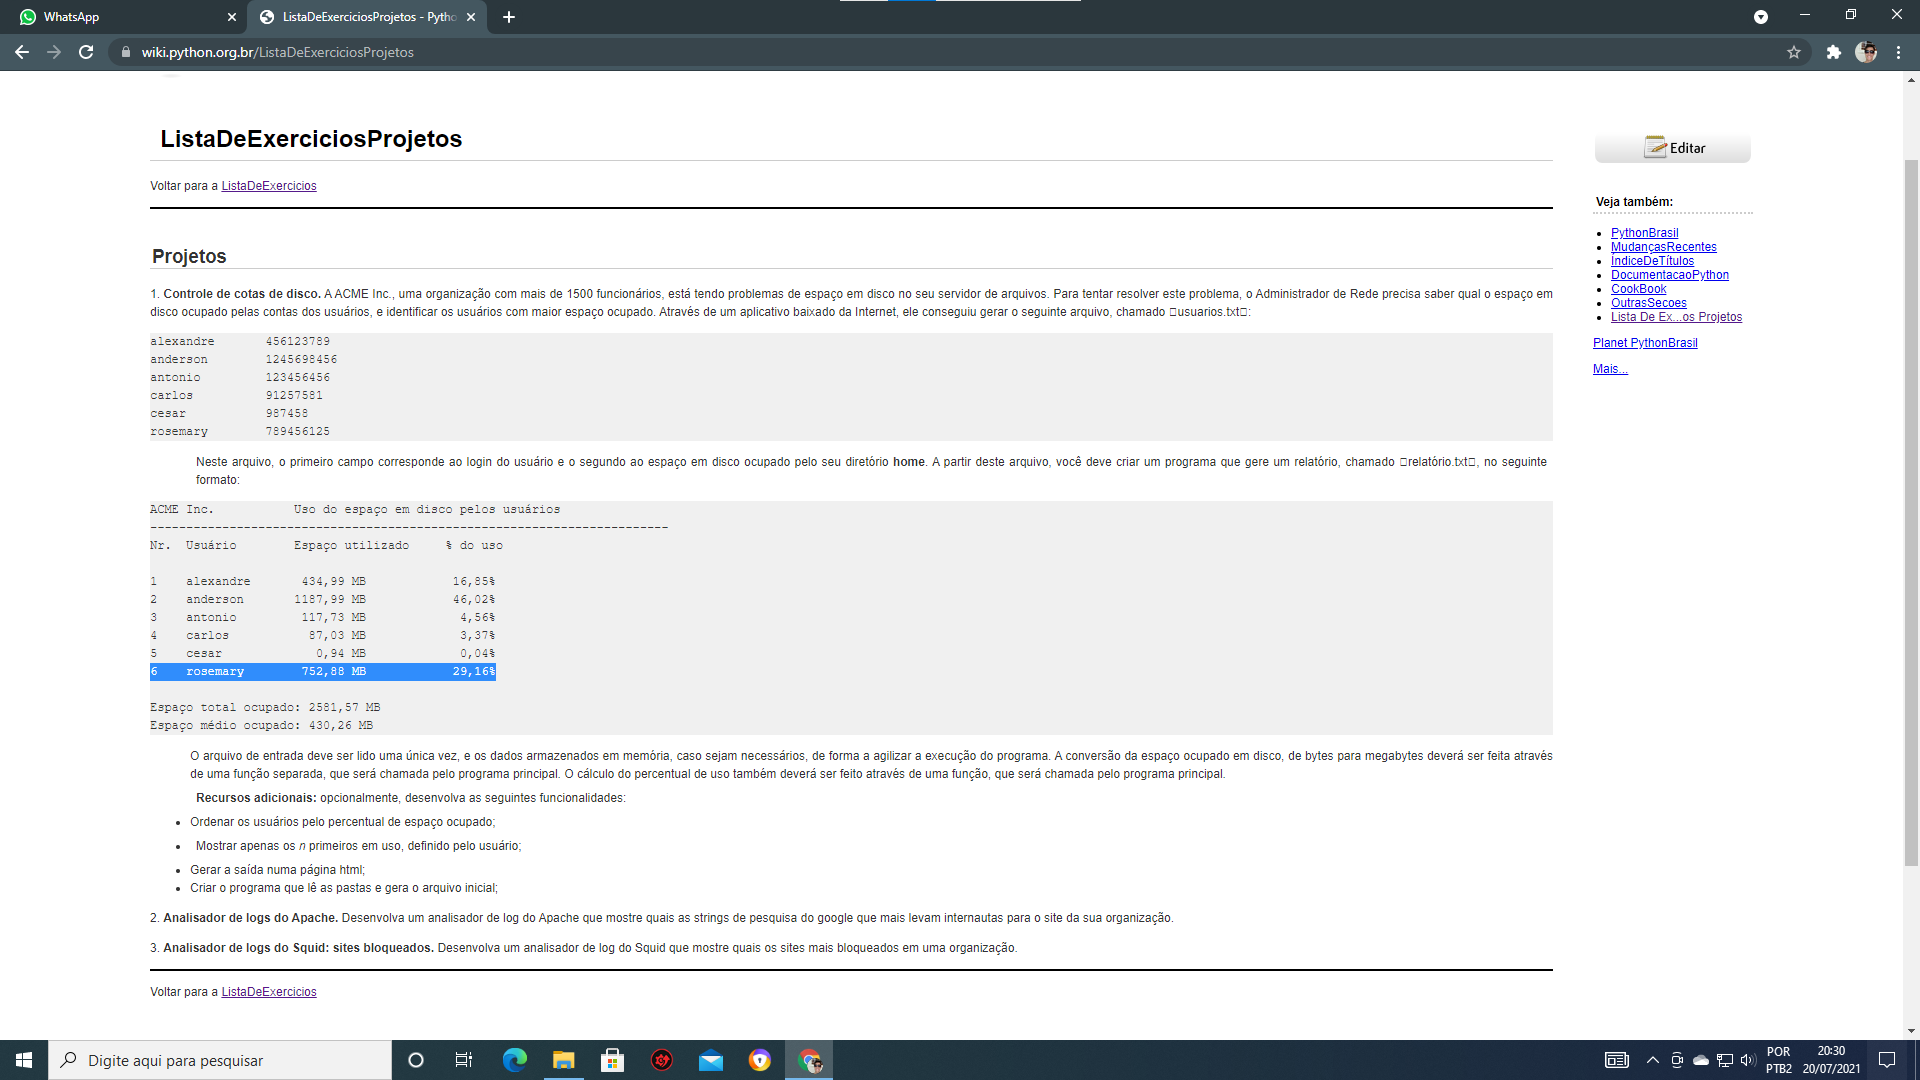 WhatsApp
ListaDeExerciciosProjetos - Pytho
wiki.python.org.br/ListaDeExerciciosProjetos
ListaDeExerciciosProjetos
Voltar para a ListaDeExercicios
Projetos
1. Controle de cotas de disco. A ACME Inc., uma organização com mais de 1500 funcionários, está tendo problemas de espaço em disco no seu servidor de arquivos. Para tentar resolver este problema, o Administrador de Rede precisa saber qual o espaço em
disco ocupado pelas contas dos usuários, e identificar os usuários com maior espaço ocupado. Através de um aplicativo baixado da Internet, ele conseguiu gerar o seguinte arquivo, chamado usuarios.txt:
alexandre 456123789
anderson 1245698456
antonio 123456456
carlos 91257581
cesar 987458
rosemary 789456125
Neste arquivo, o primeiro campo corresponde ao login do usuário e o segundo ao espaço em disco ocupado pelo seu diretório home. A partir deste arquivo, você deve criar um programa que gere um relatório, chamado relatório.txt, no seguinte
formato:
ACME Inc. Uso do espaço em disco pelos usuários
------------------------------------------------------------------------
Nr. Usuário Espaço utilizado % do uso
1 alexandre 434,99 MB 16,85%
2 anderson 1187,99 MB 46,02%
3 antonio 117,73 MB 4,56%
4 carlos 87,03 MB 3,37%
5 cesar 0,94 MB 0,04%
6 rosemary 752,88 MB 29,16%
Espaço total ocupado: 2581,57 MB
Espaço médio ocupado: 430,26 MB
O arquivo de entrada deve ser lido uma única vez, e os dados armazenados em memória, caso sejam necessários, de forma a agilizar a execução do programa. A conversão da espaço ocupado em disco, de bytes para megabytes deverá ser feita através
de uma função separada, que será chamada pelo programa principal. O cálculo do percentual de uso também deverá ser feito através de uma função, que será chamada pelo programa principal.
Recursos adicionais: opcionalmente, desenvolva as seguintes funcionalidades:
• Ordenar os usuários pelo percentual de espaço ocupado;
• Mostrar apenas os n primeiros em uso, definido pelo usuário;
• Gerar a saída numa página html;
• Criar o programa que lê as pastas e gera o arquivo inicial;
2. Analisador de logs do Apache. Desenvolva um analisador de log do Apache que mostre quais as strings de pesquisa do google que mais levam internautas para o site da sua organização.
3. Analisador de logs do Squid: sites bloqueados. Desenvolva um analisador de log do Squid que mostre quais os sites mais bloqueados em uma organização.
Voltar para a ListaDeExercicios
Editar
Veja também:
• PythonBrasil
• MudançasRecentes
• ÍndiceDeTítulos
• DocumentacaoPython
• CookBook
• OutrasSecoes
• Lista De Ex...os Projetos
Planet PythonBrasil
Mais...
Digite aqui para pesquisar
POR
PTB2
20:30
20/07/2021